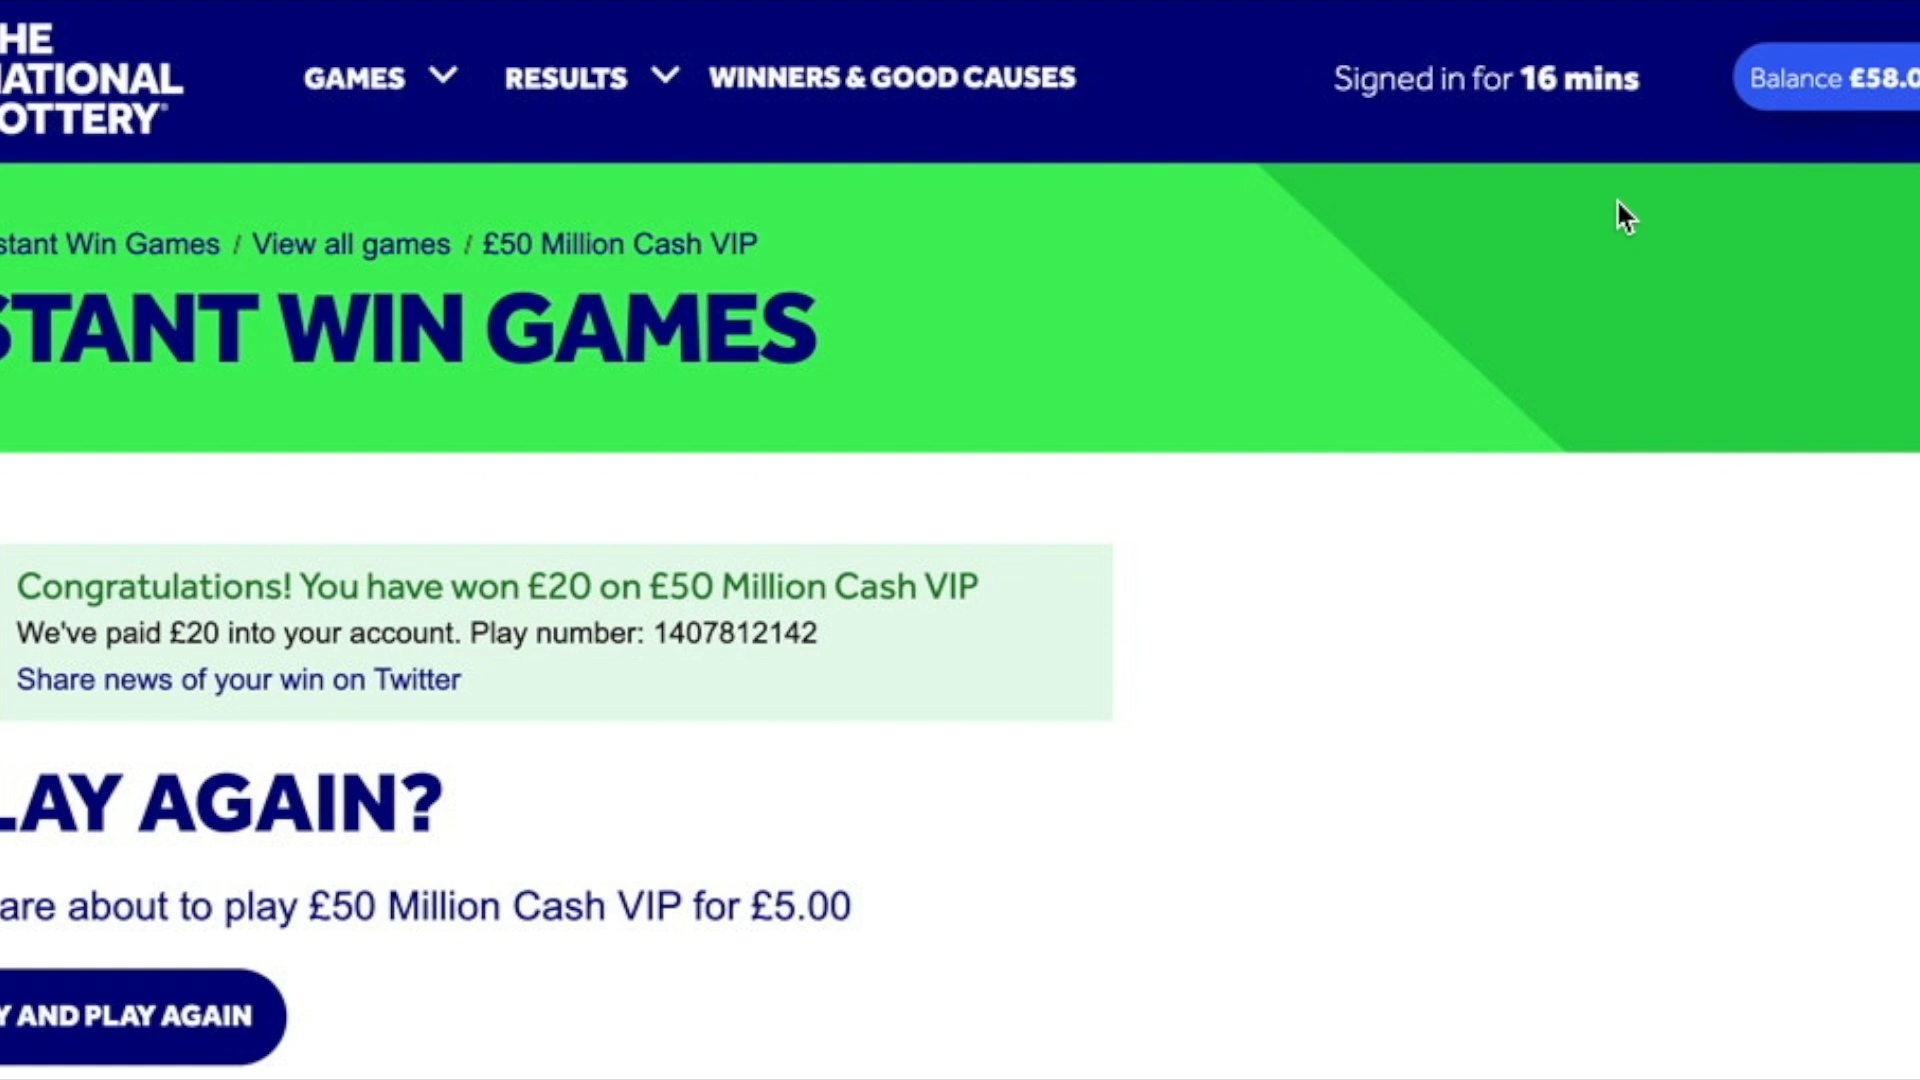 HE
NATIONAL
OTTERY
GAMES RESULTS WINNERS & GOOD CAUSES Signed in for 16 mins Balance £58.0
stant Win Games / View all games / £50 Million Cash VIP
STANT WIN GAMES
Congratulations! You have won £20 on £50 Million Cash VIP
We've paid £20 into your account. Play number: 1407812142
Share news of your win on Twitter
LAY AGAIN?
are about to play £50 Million Cash VIP for £5.00
Y AND PLAY AGAIN